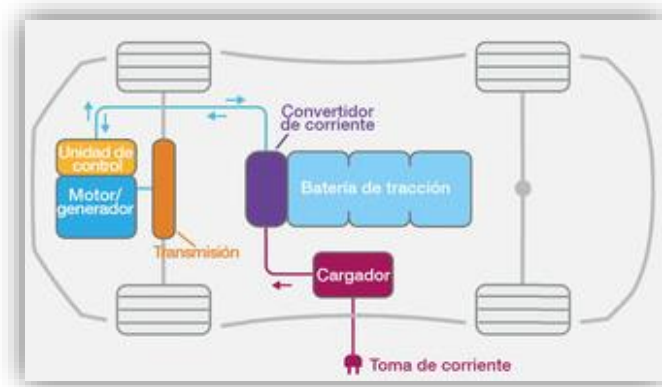 Convertidor
de corriente
Unidad de
control
Motor/
generador
Batería de tracción
Transmisión
Cargador
Toma de corriente